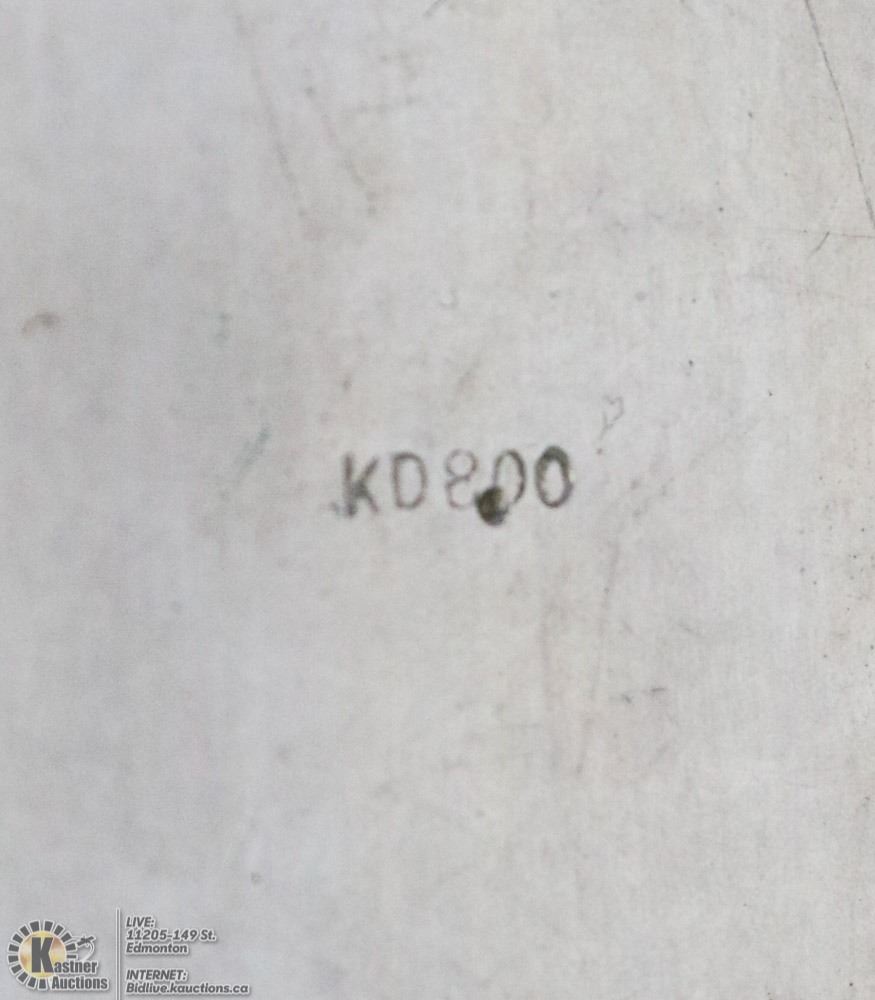 KD800
Kastner
Auctions
LIVE:
11205-149 St.
Edmonton
INTERNET:
Bidlive.kauctions.ca